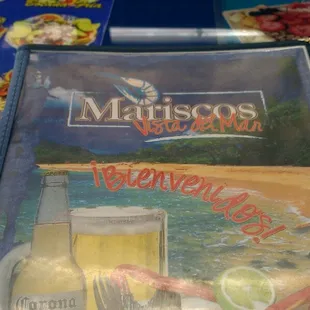 Mariscos
Vista del Mar
¡Bienvenidos!
Corona